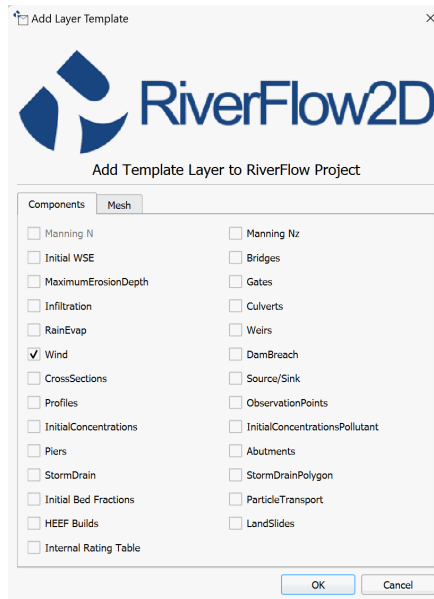 Add Layer Template
RiverFlow2D
Add Template Layer to RiverFlow Project
Components Mesh
Manning N Manning Nz
Initial WSE Bridges
MaximumErosionDepth Gates
Infiltration Culverts
RainEvap Weirs
Wind DamBreach
CrossSections Source/Sink
Profiles ObservationPoints
InitialConcentrations InitialConcentrationsPollutant
Piers Abutments
StormDrain StormDrainPolygon
Initial Bed Fractions ParticleTransport
HEEF Builds LandSlides
Internal Rating Table
OK Cancel